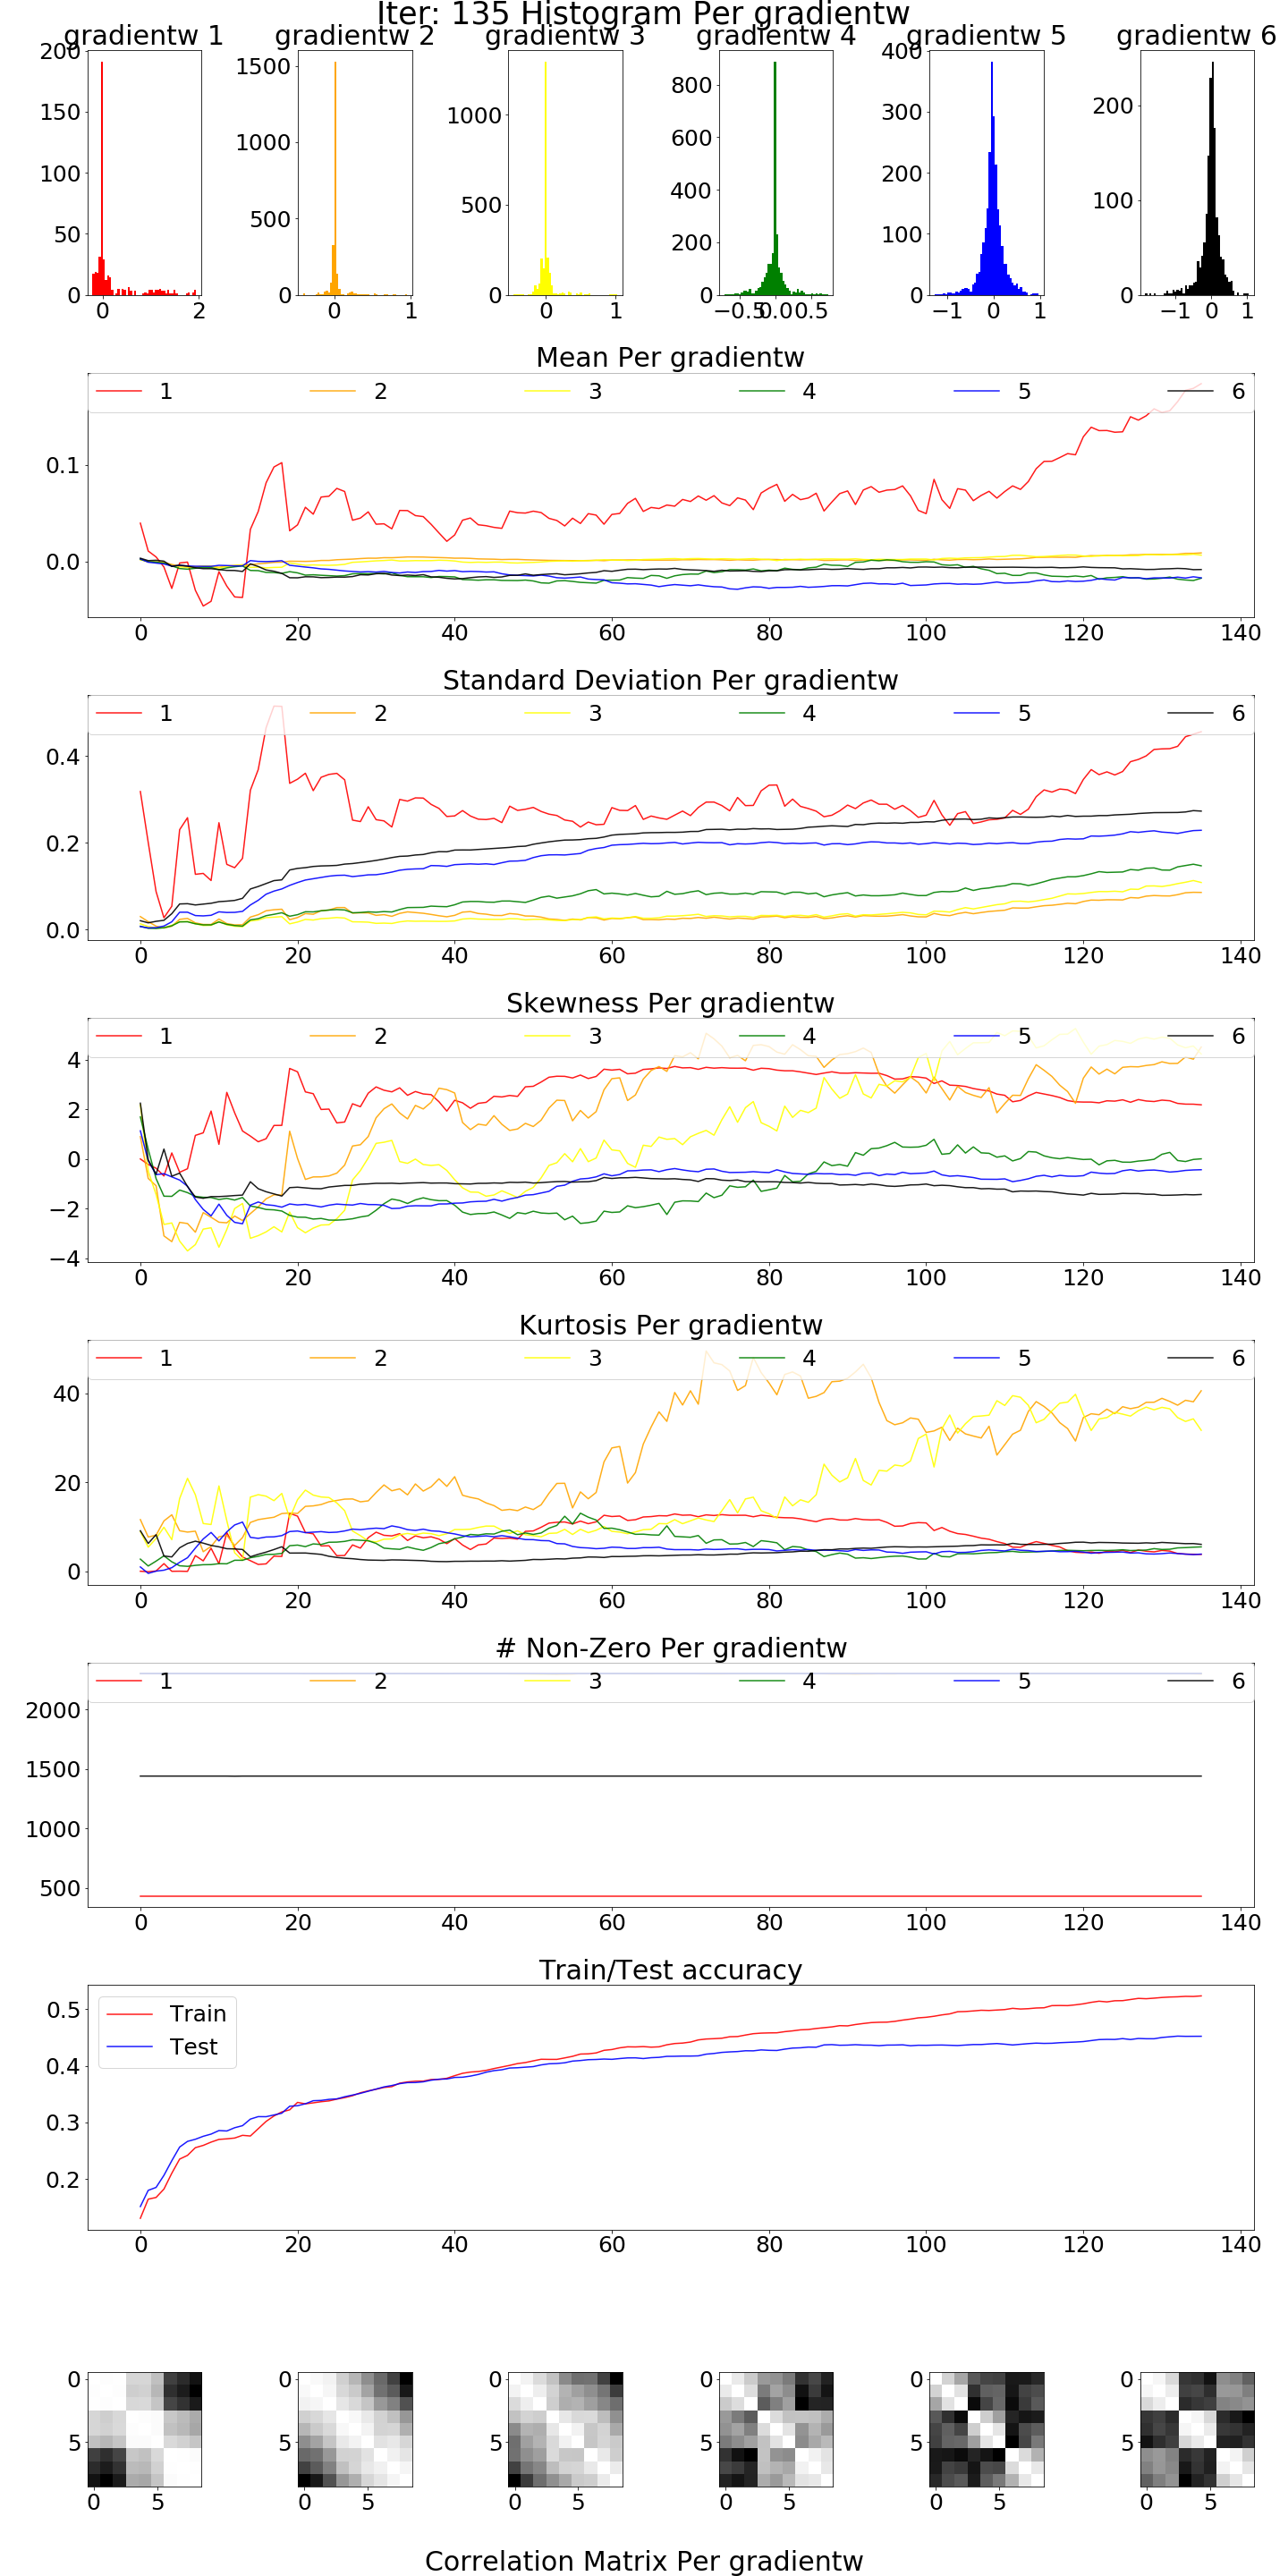 Iter: 135 Histogram Per gradientw
gradientw 1 gradientw 2 gradientw 3 gradientw 4 gradientw 5 gradientw 6
200 150 100 50 0
0 2
1500 1000 500 0
0 1
1000 500 0
0 1
800 600 400 200 0
−0.5 0.0 0.5
400 300 200 100 0
−1 0 1
200 100 0
−1 0 1
Mean Per gradientw
1 2 3 4 5 6
0.1
0.0
0 20 40 60 80 100 120 140
Standard Deviation Per gradientw
1 2 3 4 5 6
0.4
0.2
0.0
0 20 40 60 80 100 120 140
Skewness Per gradientw
1 2 3 4 5 6
4
2
0
−2
−4
0 20 40 60 80 100 120 140
Kurtosis Per gradientw
1 2 3 4 5 6
40
20
0
0 20 40 60 80 100 120 140
# Non-Zero Per gradientw
1 2 3 4 5 6
2000
1500
1000
500
0 20 40 60 80 100 120 140
Train/Test accuracy
Train
Test
0.5
0.4
0.3
0.2
0 20 40 60 80 100 120 140
0 0 0 0 0 0
5 5 5 5 5 5
0 5 0 5 0 5 0 5 0 5 0 5
Correlation Matrix Per gradientw